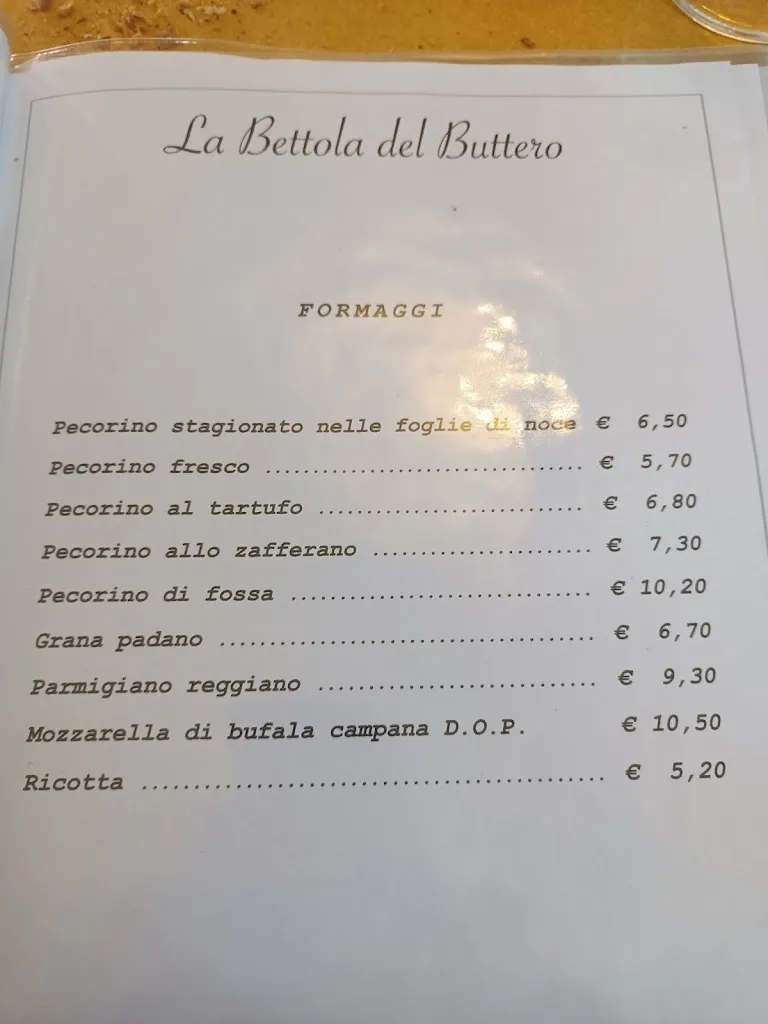 La Bettola del Buttero
FORMAGGI
Pecorino stagionato nelle foglie di noce € 6,50
Pecorino fresco ................................ € 5,70
Pecorino al tartufo ........................... € 6,80
Pecorino allo zafferano ...................... € 7,30
Pecorino di fossa .............................. € 10,20
Grana padano ..................................... € 6,70
Parmigiano reggiano ............................ € 9,30
Mozzarella di bufala campana D.O.P. € 10,50
Ricotta ............................................. € 5,20